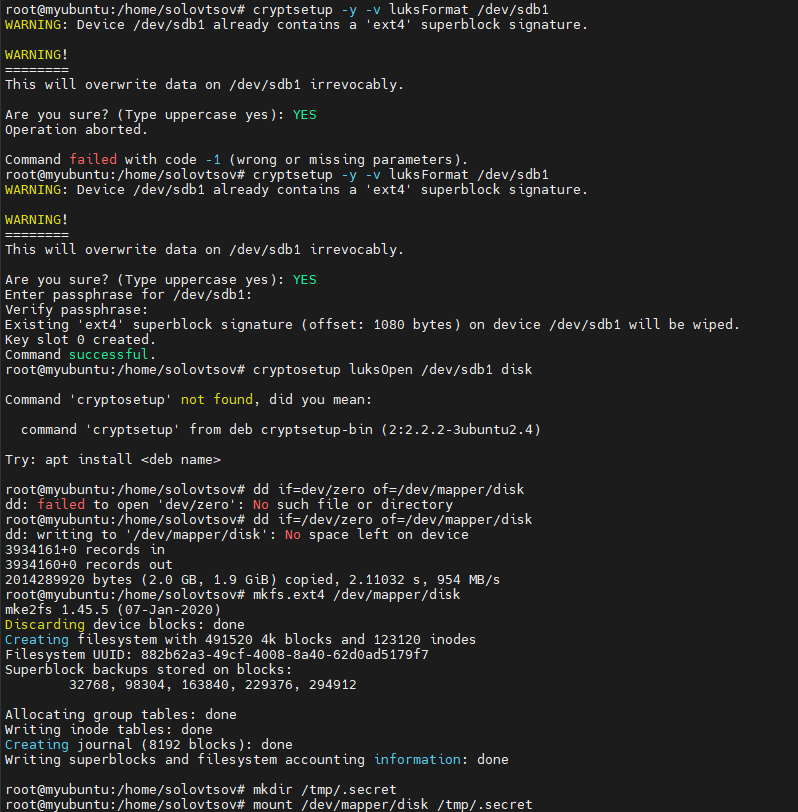 root@myubuntu:/home/solovtsov# cryptsetup -y -v luksFormat /dev/sdb1
WARNING: Device /dev/sdb1 already contains a 'ext4' superblock signature.

WARNING!
========
This will overwrite data on /dev/sdb1 irrevocably.

Are you sure? (Type uppercase yes): YES
Operation aborted.

Command failed with code -1 (wrong or missing parameters).
root@myubuntu:/home/solovtsov# cryptsetup -y -v luksFormat /dev/sdb1
WARNING: Device /dev/sdb1 already contains a 'ext4' superblock signature.

WARNING!
========
This will overwrite data on /dev/sdb1 irrevocably.

Are you sure? (Type uppercase yes): YES
Enter passphrase for /dev/sdb1:
Verify passphrase:
Existing 'ext4' superblock signature (offset: 1080 bytes) on device /dev/sdb1 will be wiped.
Key slot 0 created.
Command successful.
root@myubuntu:/home/solovtsov# cryptosetup luksOpen /dev/sdb1 disk

Command 'cryptosetup' not found, did you mean:

  command 'cryptsetup' from deb cryptsetup-bin (2:2.2.2-3ubuntu2.4)

Try: apt install <deb name>

root@myubuntu:/home/solovtsov# dd if=dev/zero of=/dev/mapper/disk
dd: failed to open 'dev/zero': No such file or directory
root@myubuntu:/home/solovtsov# dd if=/dev/zero of=/dev/mapper/disk
dd: writing to '/dev/mapper/disk': No space left on device
3934161+0 records in
3934160+0 records out
2014289920 bytes (2.0 GB, 1.9 GiB) copied, 2.11032 s, 954 MB/s
root@myubuntu:/home/solovtsov# mkfs.ext4 /dev/mapper/disk
mke2fs 1.45.5 (07-Jan-2020)
Discarding device blocks: done
Creating filesystem with 491520 4k blocks and 123120 inodes
Filesystem UUID: 882b62a3-49cf-4008-8a40-62d0ad5179f7
Superblock backups stored on blocks:
        32768, 98304, 163840, 229376, 294912

Allocating group tables: done
Writing inode tables: done
Creating journal (8192 blocks): done
Writing superblocks and filesystem accounting information: done

root@myubuntu:/home/solovtsov# mkdir /tmp/.secret
root@myubuntu:/home/solovtsov# mount /dev/mapper/disk /tmp/.secret